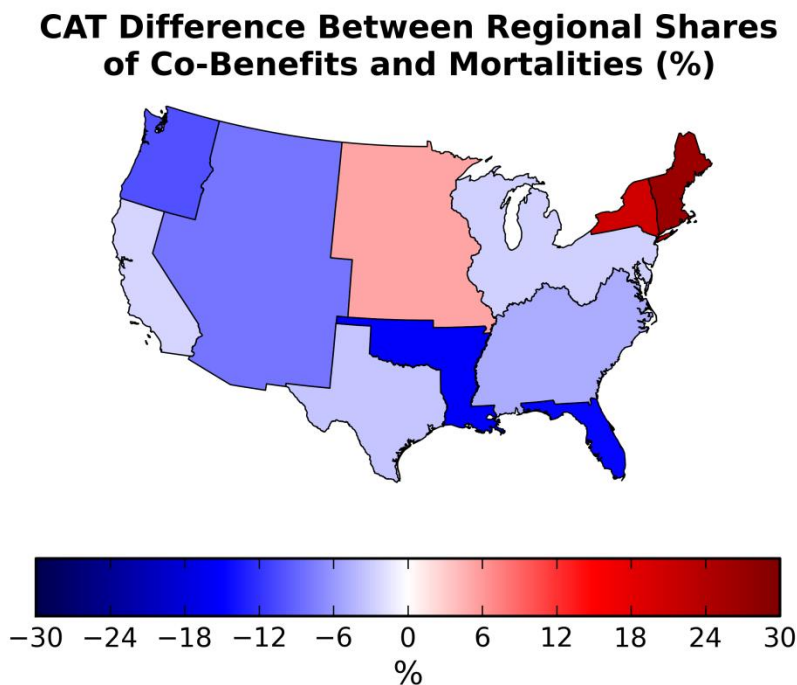 CAT Difference Between Regional Shares
of Co-Benefits and Mortalities (%)
−30 −24 −18 −12 −6 0 6 12 18 24 30
%